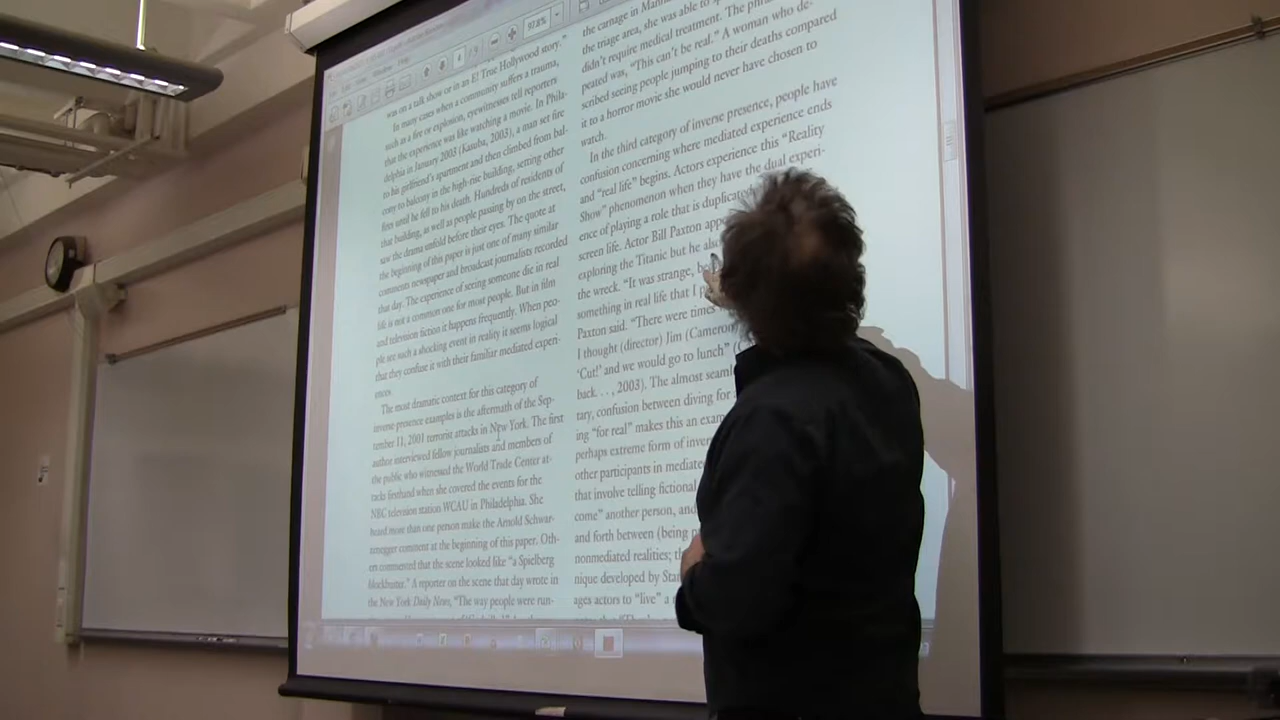 97.8%
was on a talk show or in an E! True Hollywood story."
In many cases when a community suffers a trauma,
such as a fire or explosion, eyewitnesses tell reporters
that the experience was like watching a movie. In Phila-
delphia in January 2003 (Kasuba, 2003), a man set fire
to his girlfriend's apartment and then climbed from bal-
cony to balcony in the high-rise building, setting other
fires until he fell to his death. Hundreds of residents of
that building, as well as people passing by on the street,
saw the drama unfold before their eyes. The quote at
the beginning of this paper is just one of many similar
comments newspaper and broadcast journalists recorded
that day. The experience of seeing someone die in real
life is not a common one for most people. But in film
and television fiction it happens frequently. When peo-
ple see such a shocking event in reality it seems logical
that they confuse it with their familiar mediated experi-
ences.
The most dramatic context for this category of
inverse presence examples is the aftermath of the Sep-
tember 11, 2001 terrorist attacks in New York. The first
author interviewed fellow journalists and members of
the public who witnessed the World Trade Center at-
tacks firsthand when she covered the events for the
NBC television station WCAU in Philadelphia. She
heard more than one person make the Arnold Schwar-
zenegger comment at the beginning of this paper. Oth-
ers commented that the scene looked like "a Spielberg
blockbuster." A reporter on the scene that day wrote in
the New York Daily News, "The way people were run-
the carnage in
the triage area, she was able to
didn't require medical treatment. The
peated was, "This can't be real." A woman who de-
scribed seeing people jumping to their deaths compared
it to a horror movie she would never have chosen to
watch.
In the third category of inverse presence, people have
confusion concerning where mediated experience ends
and "real life" begins. Actors experience this "Reality
Show" phenomenon when they have the dual experi-
ence of playing a role that is
screen life. Actor Bill Paxton
exploring the Titanic but he also
the wreck. "It was strange,
something in real life that I
Paxton said. "There were times
I thought (director) Jim (Cameron
'Cut!' and we would go to lunch"
back. . . , 2003). The almost
tary, confusion between diving for
ing "for real" makes this an
perhaps extreme form of
other participants in
that involve telling fictional
come" another person, and
and forth between (being
nonmediated realities;
nique developed by
ages actors to "live" a